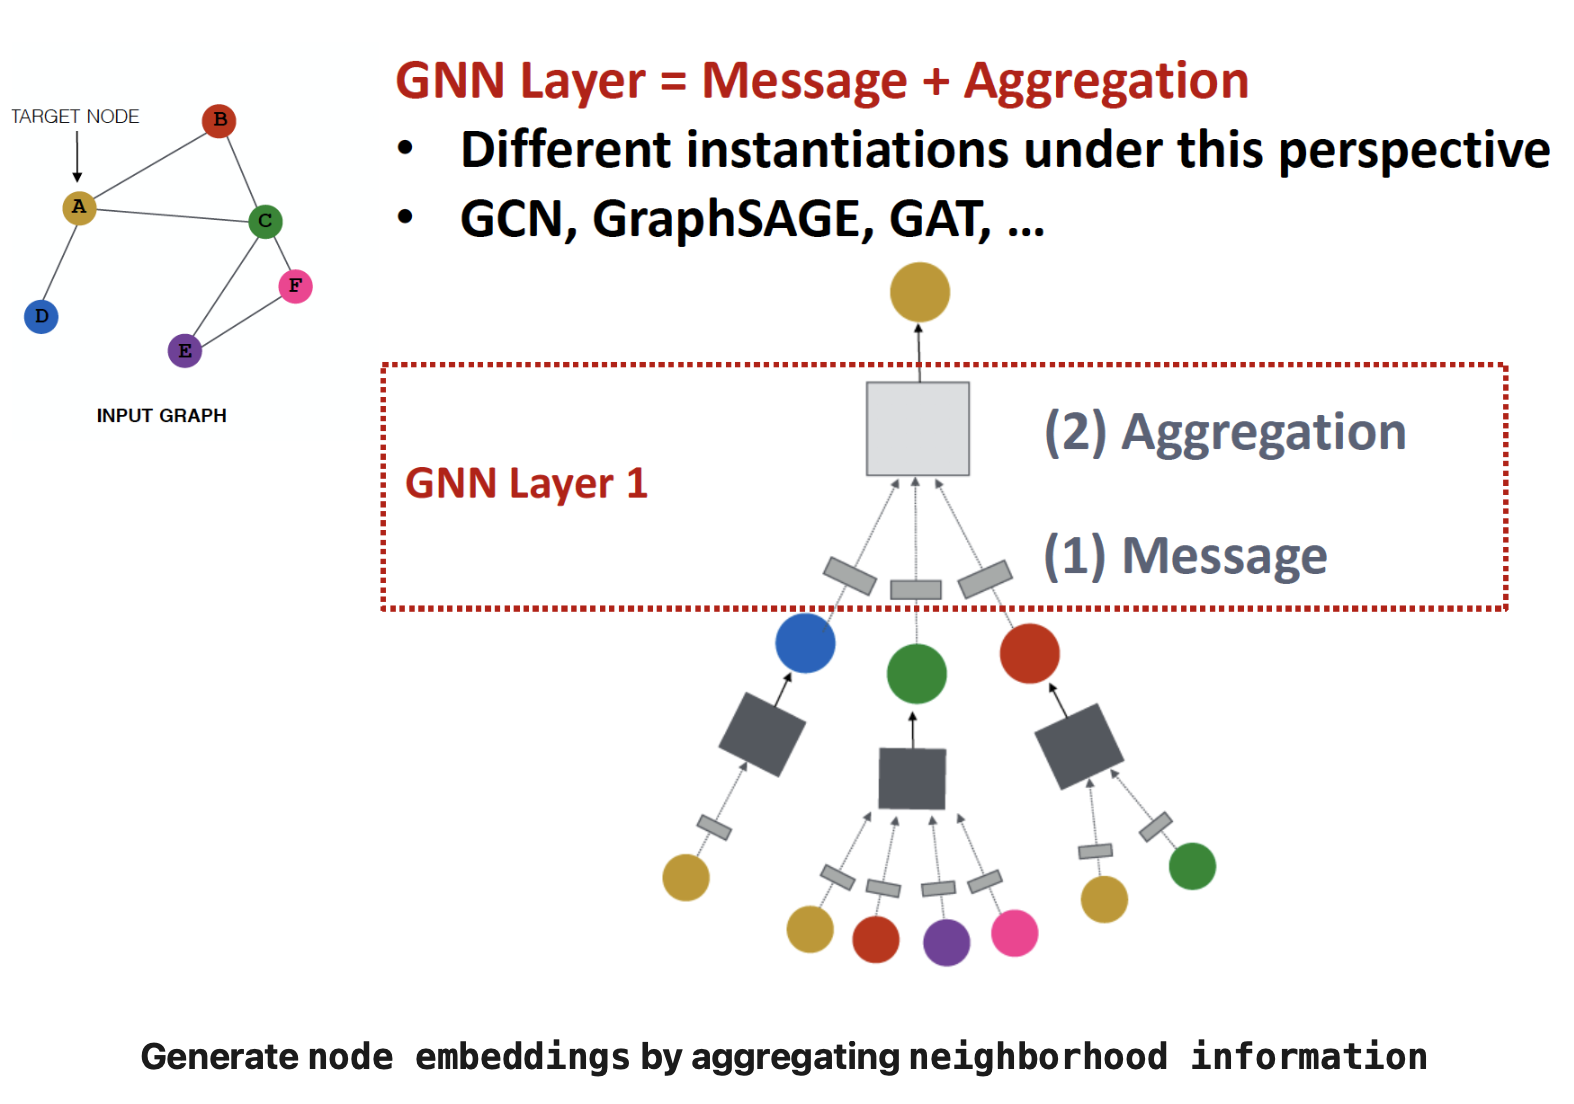 GNN Layer = Message + Aggregation
• Different instantiations under this perspective
• GCN, GraphSAGE, GAT, ...
TARGET NODE
B
A
C
F
D
E
INPUT GRAPH
(2) Aggregation
GNN Layer 1
(1) Message
Generate node embeddings by aggregating neighborhood information